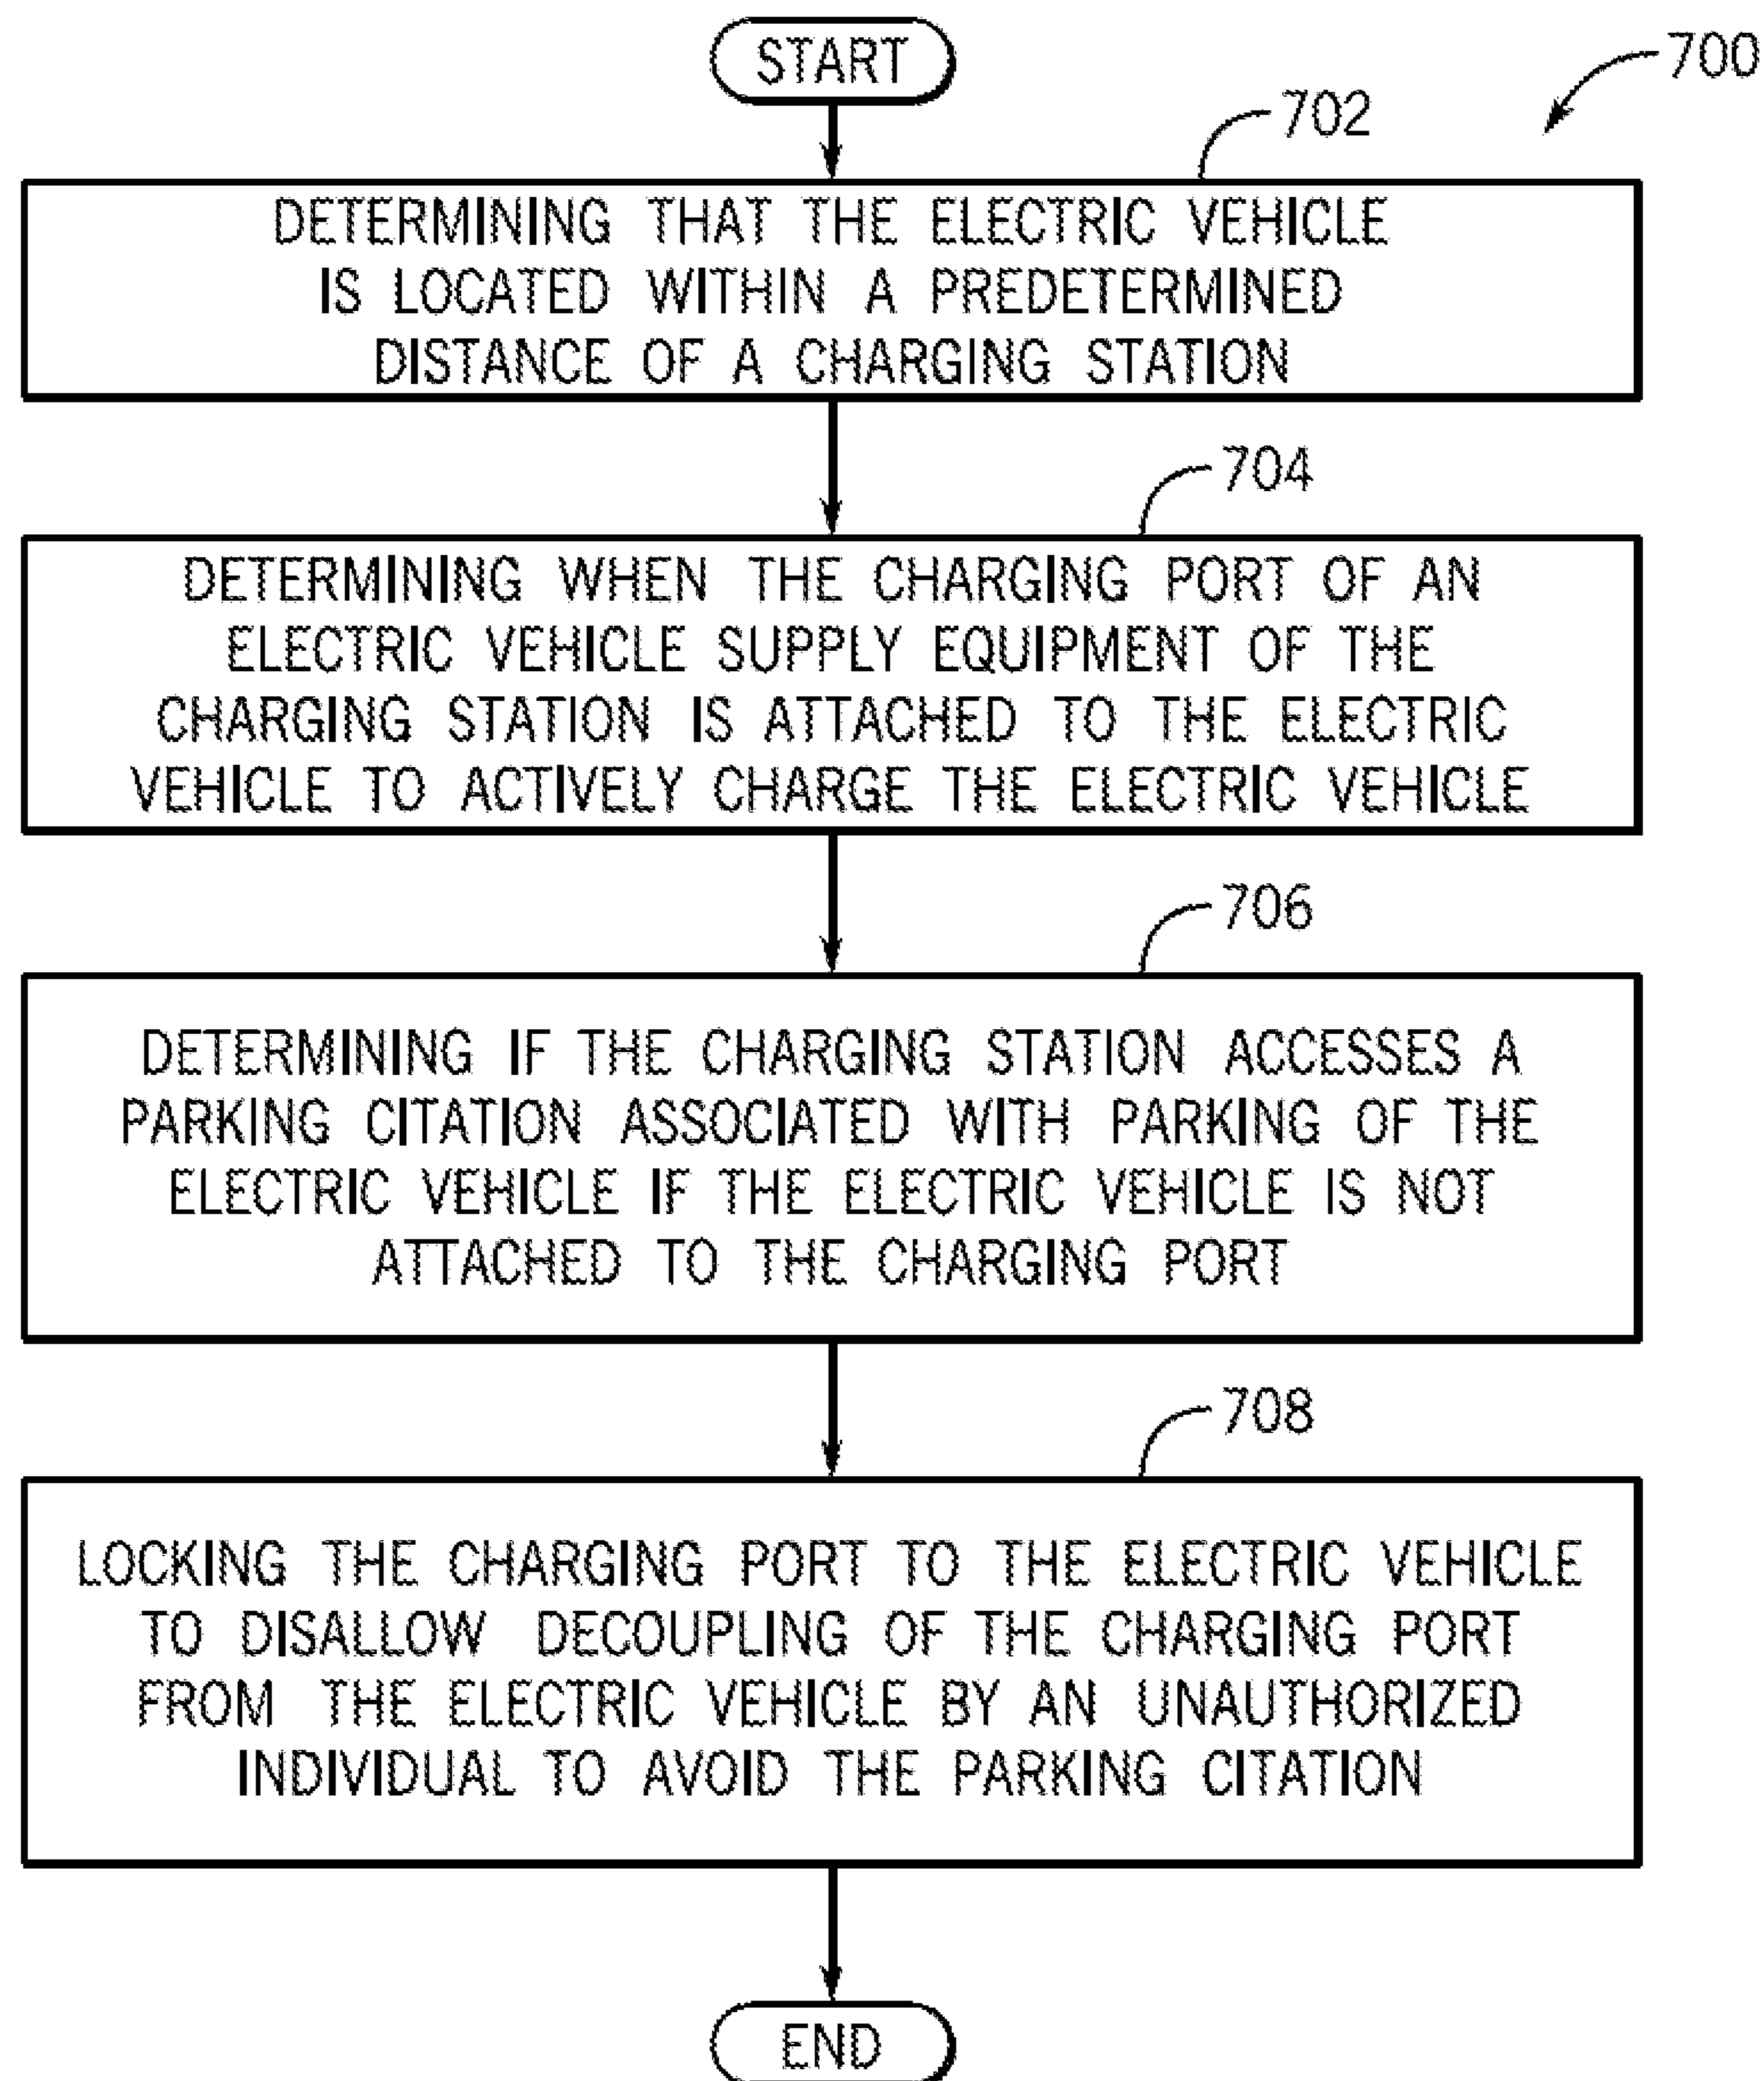 START
700
702
DETERMINING THAT THE ELECTRIC VEHICLE
IS LOCATED WITHIN A PREDETERMINED
DISTANCE OF A CHARGING STATION
704
DETERMINING WHEN THE CHARGING PORT OF AN
ELECTRIC VEHICLE SUPPLY EQUIPMENT OF THE
CHARGING STATION IS ATTACHED TO THE ELECTRIC
VEHICLE TO ACTIVELY CHARGE THE ELECTRIC VEHICLE
706
DETERMINING IF THE CHARGING STATION ACCESSES A
PARKING CITATION ASSOCIATED WITH PARKING OF THE
ELECTRIC VEHICLE IF THE ELECTRIC VEHICLE IS NOT
ATTACHED TO THE CHARGING PORT
708
LOCKING THE CHARGING PORT TO THE ELECTRIC VEHICLE
TO DISALLOW DECOUPLING OF THE CHARGING PORT
FROM THE ELECTRIC VEHICLE BY AN UNAUTHORIZED
INDIVIDUAL TO AVOID THE PARKING CITATION
END